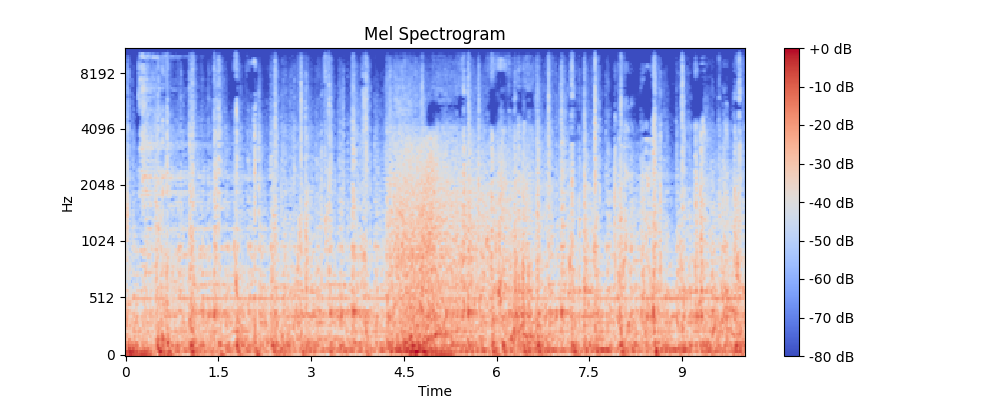 Mel Spectrogram
+0 dB
8192
-10 dB
-20 dB
4096
-30 dB
2048
-40 dB
Hz
1024
-50 dB
-60 dB
512
-70 dB
0
-80 dB
0 1.5 3 4.5 6 7.5 9
Time